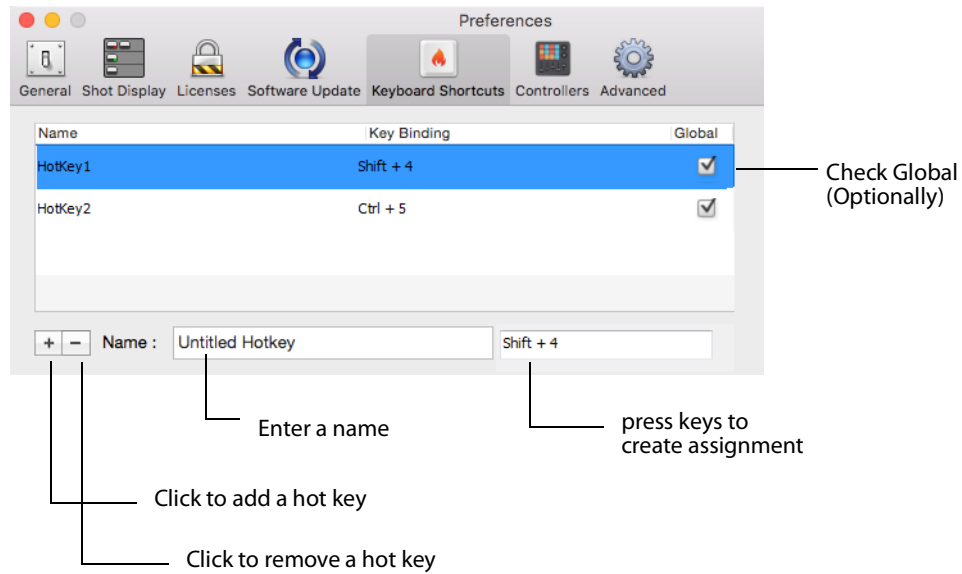 Preferences
General Shot Display Licenses Software Update Keyboard Shortcuts Controllers Advanced
Name Key Binding Global
HotKey1 Shift + 4
HotKey2 Ctrl + 5
Check Global
(Optionally)
+ − Name : Untitled Hotkey Shift + 4
Enter a name
press keys to
create assignment
Click to add a hot key
Click to remove a hot key